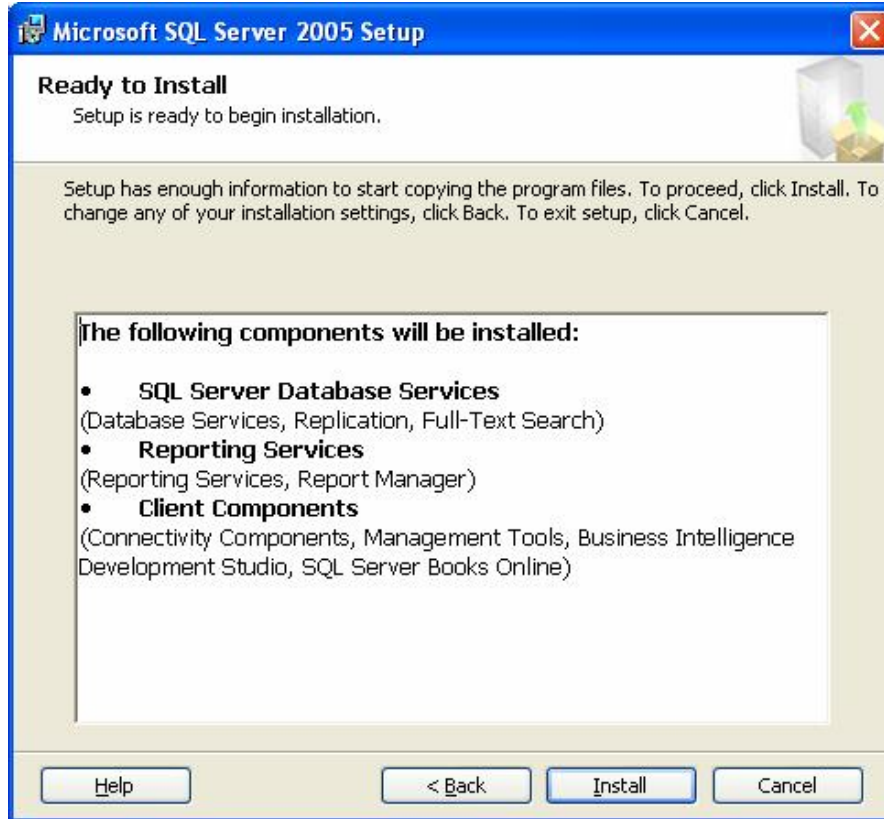 Microsoft SQL Server 2005 Setup
Ready to Install
Setup is ready to begin installation.
Setup has enough information to start copying the program files. To proceed, click Install. To
change any of your installation settings, click Back. To exit setup, click Cancel.
The following components will be installed:
• SQL Server Database Services
(Database Services, Replication, Full-Text Search)
• Reporting Services
(Reporting Services, Report Manager)
• Client Components
(Connectivity Components, Management Tools, Business Intelligence
Development Studio, SQL Server Books Online)
Help < Back Install Cancel